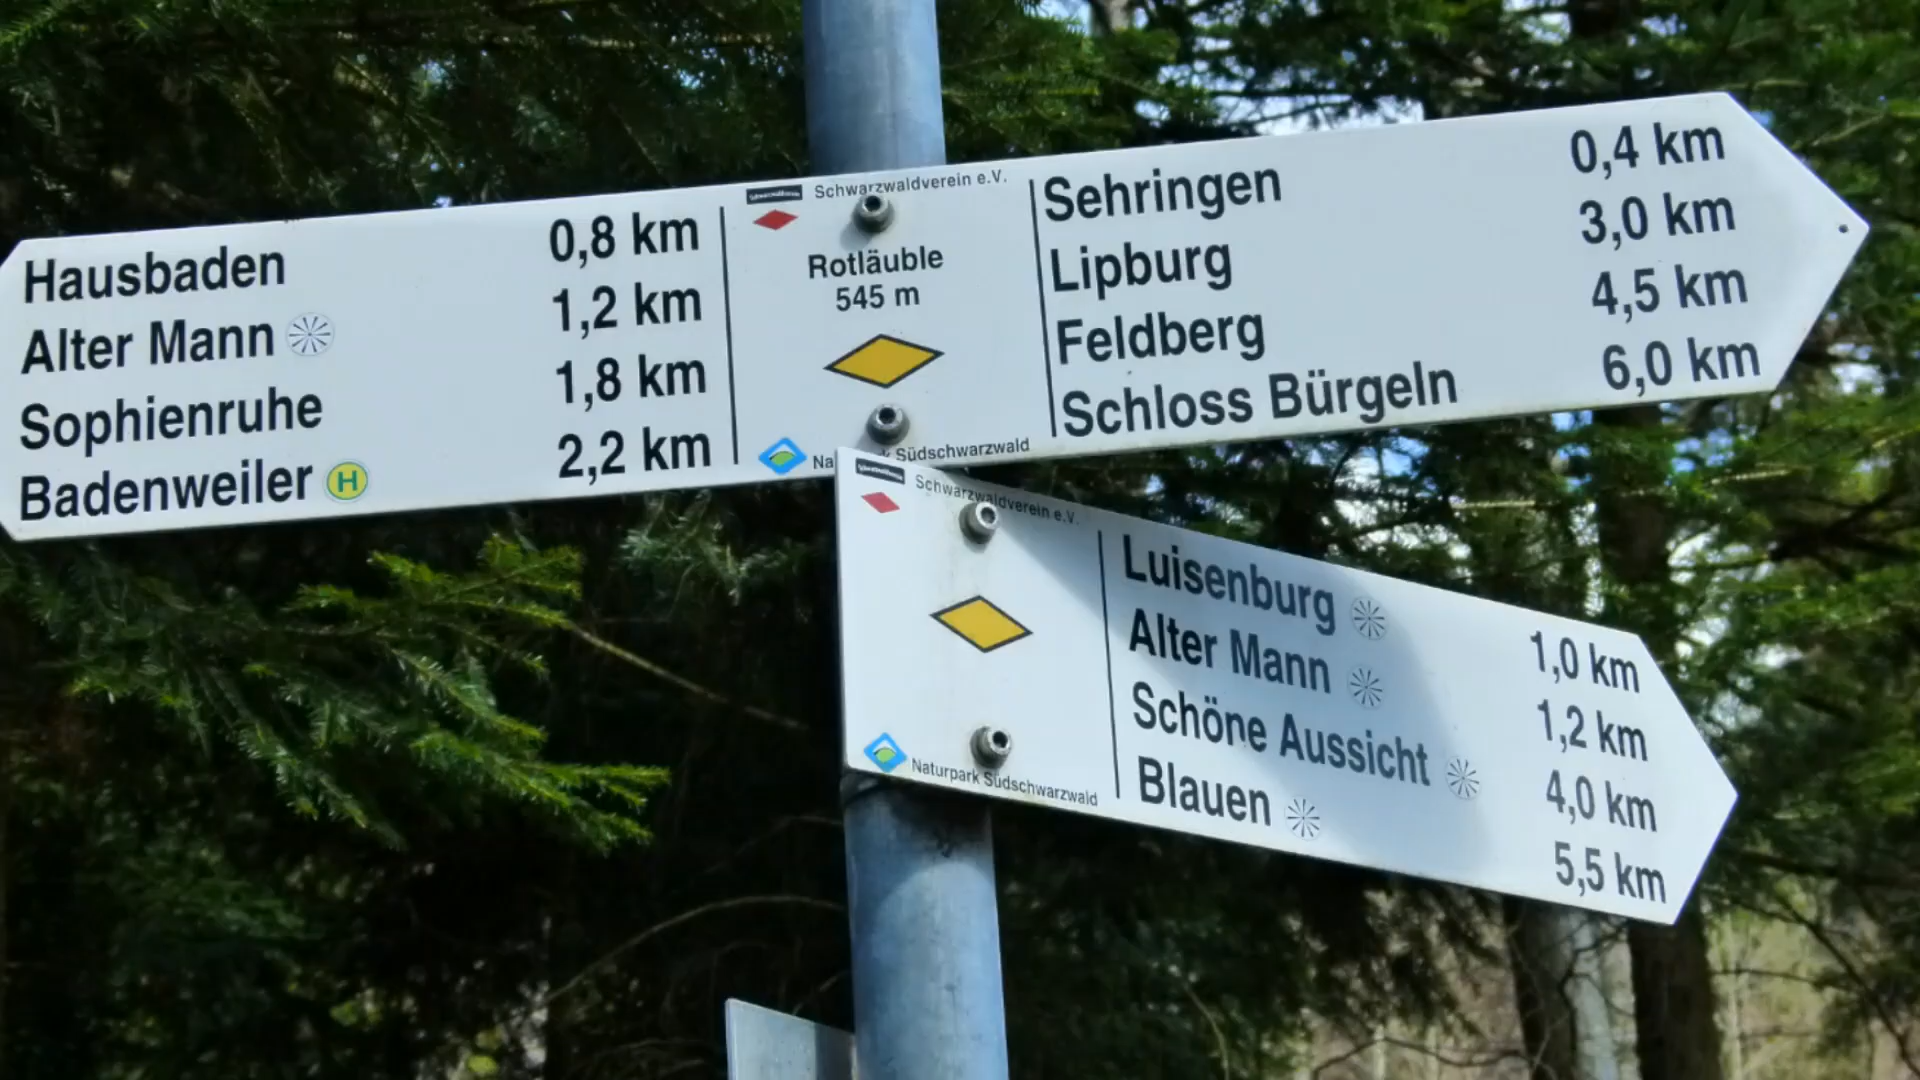 Hausbaden 0,8 km
Alter Mann 1,2 km
Sophienruhe 1,8 km
Badenweiler H 2,2 km
Schwarzwaldverein e.V.
Rotläuble
545 m
Na k Südschwarzwald
Sehringen 0,4 km
Lipburg 3,0 km
Feldberg 4,5 km
Schloss Bürgeln 6,0 km
Schwarzwaldverein e.V.
Naturpark Südschwarzwald
Luisenburg 1,0 km
Alter Mann 1,2 km
Schöne Aussicht 4,0 km
Blauen 5,5 km